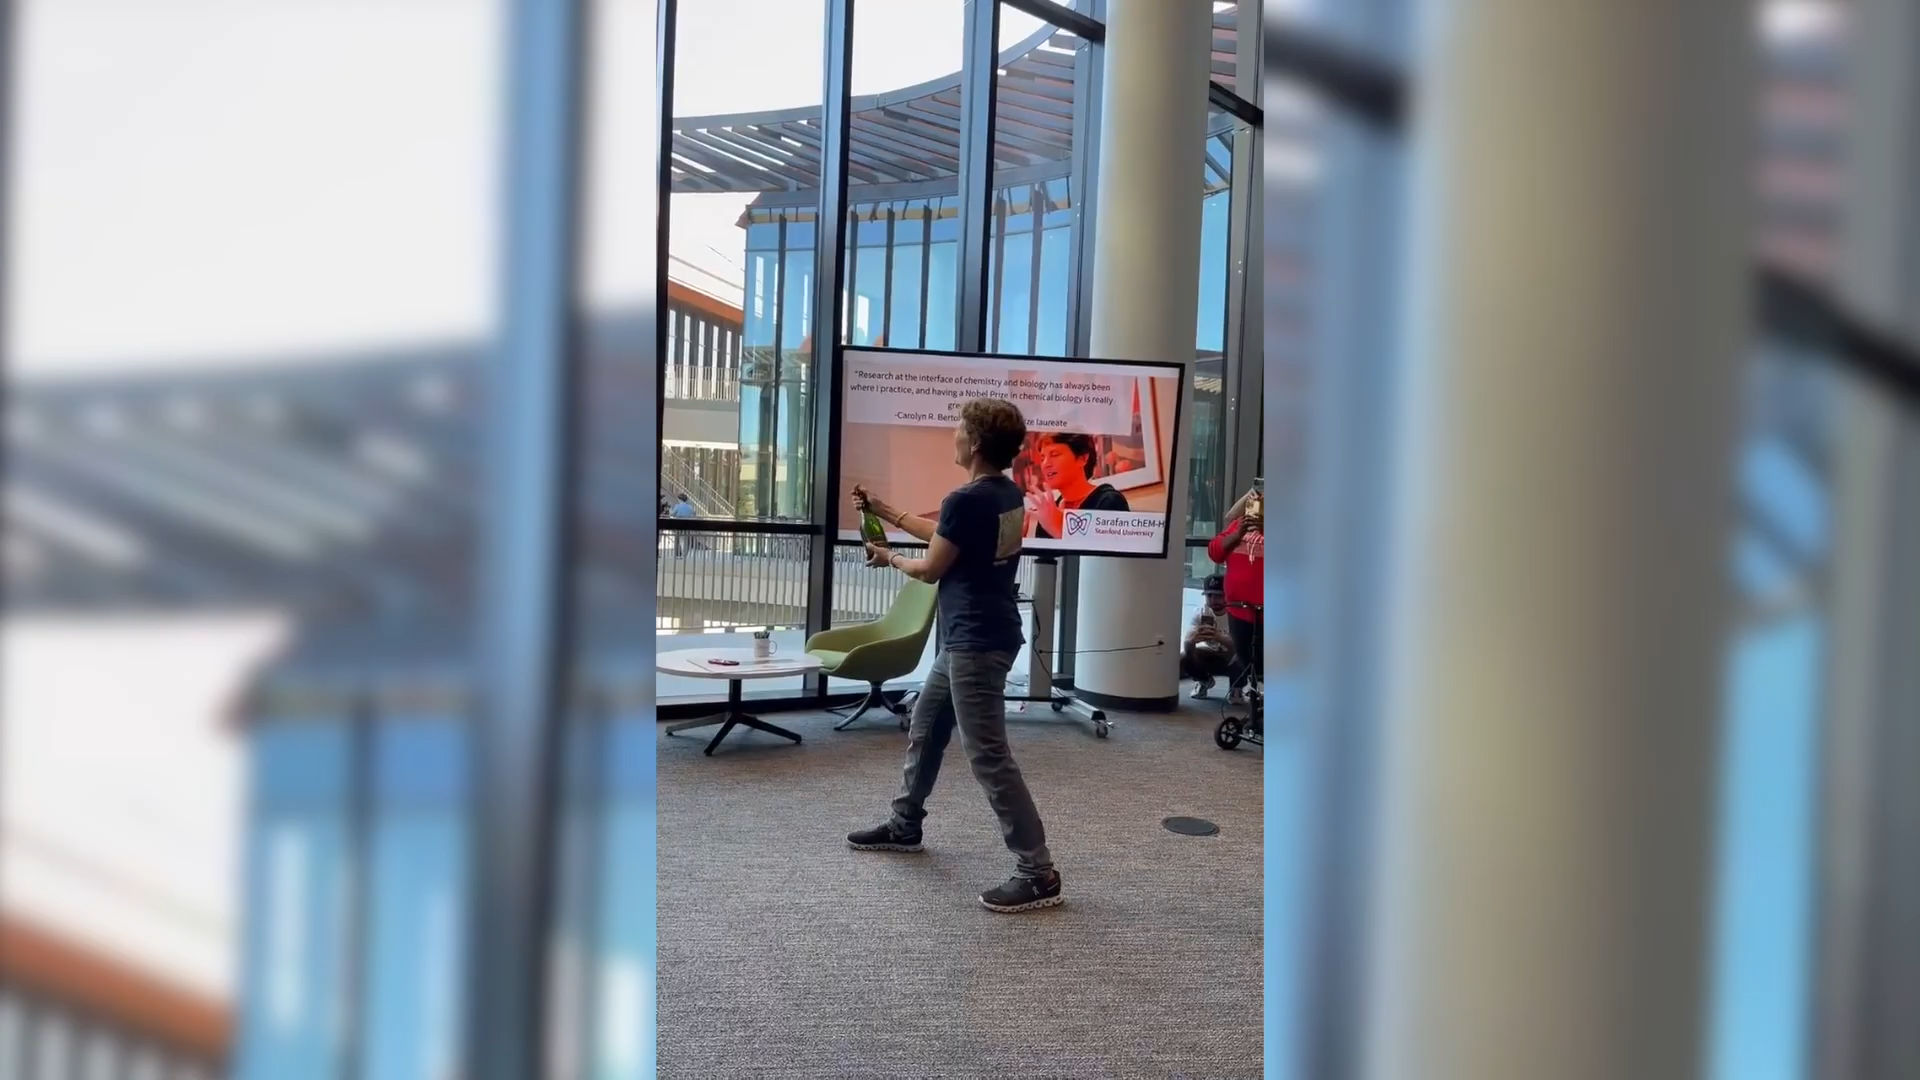 "Research at the interface of chemistry and biology has always been
where I practice, and having a Nobel Prize in chemical biology is really
-Carolyn R. laureate
Sarafan ChEM-H
Stanford University